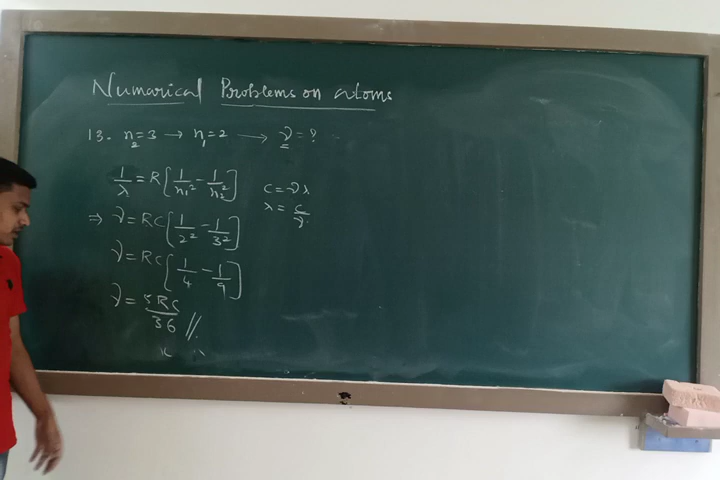 Numarical Problems on atoms
13. n₂=3 → n₁=2 → ν=?
1/λ = R[1/n₁² - 1/n₂²]
c=νλ
λ=c/ν
⇒ ν = RC[1/2² - 1/3²]
ν = RC[1/4 - 1/9]
ν = 5RC/36 //.